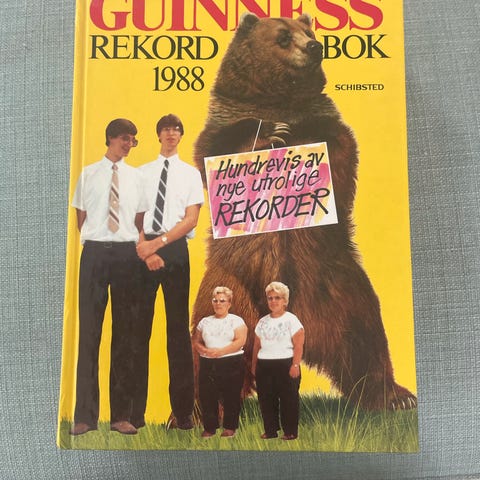 GUINNESS
REKORD BOK
1988
SCHIBSTED
Hundrevis av
nye utrolige
REKORDER